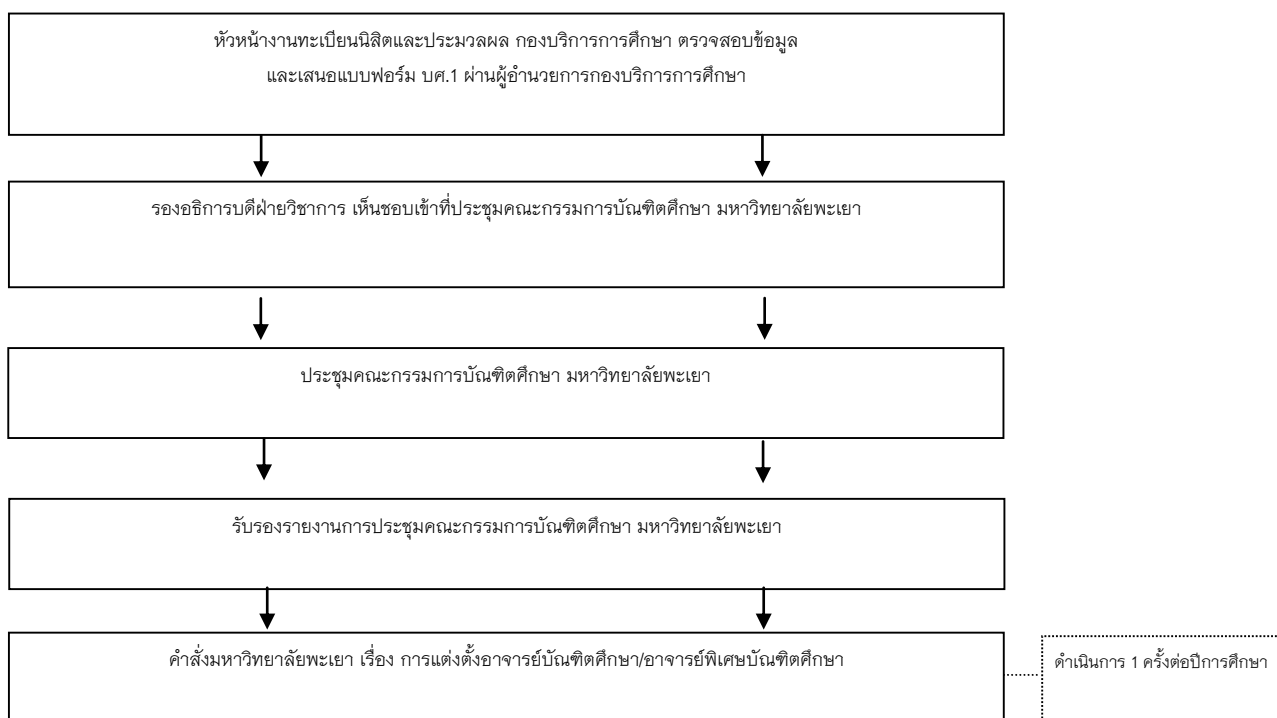 หัวหน้างานทะเบียนนิสิตและประมวลผล กองบริการการศึกษา ตรวจสอบข้อมูล
และเสนอแบบฟอร์ม บศ.1 ผ่านผู้อำนวยการกองบริการการศึกษา
รองอธิการบดีฝ่ายวิชาการ เห็นชอบเข้าที่ประชุมคณะกรรมการบัณฑิตศึกษา มหาวิทยาลัยพะเยา
ประชุมคณะกรรมการบัณฑิตศึกษา มหาวิทยาลัยพะเยา
รับรองรายงานการประชุมคณะกรรมการบัณฑิตศึกษา มหาวิทยาลัยพะเยา
คำสั่งมหาวิทยาลัยพะเยา เรื่อง การแต่งตั้งอาจารย์บัณฑิตศึกษา/อาจารย์พิเศษบัณฑิตศึกษา
ดำเนินการ 1 ครั้งต่อปีการศึกษา